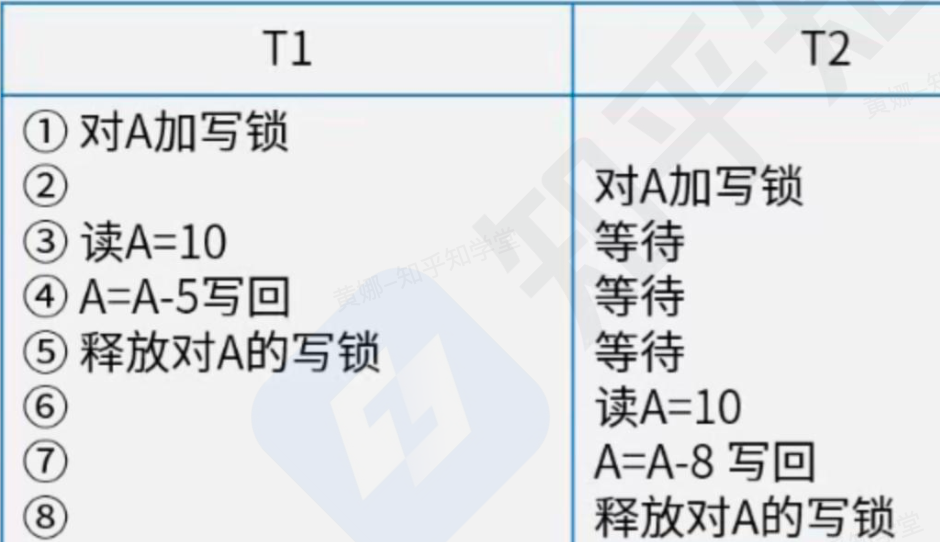 T1 T2
① 对A加写锁
② 对A加写锁
③ 读A=10 等待
④ A=A-5写回 等待
⑤ 释放对A的写锁 等待
⑥ 读A=10
⑦ A=A-8 写回
⑧ 释放对A的写锁
黄娜-知乎知学堂